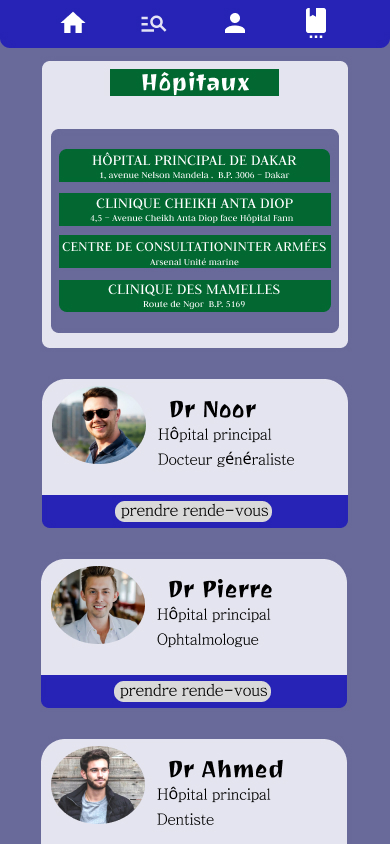 Hôpitaux
HÔPITAL PRINCIPAL DE DAKAR
1, avenue Nelson Mandela . B.P. 3006 - Dakar
CLINIQUE CHEIKH ANTA DIOP
4,5 - Avenue Cheikh Anta Diop face Hôpital Fann
CENTRE DE CONSULTATIONINTER ARMÉES
Arsenal Unité marine
CLINIQUE DES MAMELLES
Route de Ngor B.P. 5169
Dr Noor
Hôpital principal
Docteur généraliste
prendre rende-vous
Dr Pierre
Hôpital principal
Ophtalmologue
prendre rende-vous
Dr Ahmed
Hôpital principal
Dentiste